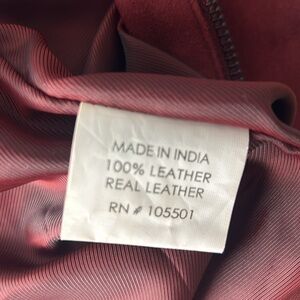 MADE IN INDIA
100% LEATHER
REAL LEATHER
RN # 105501